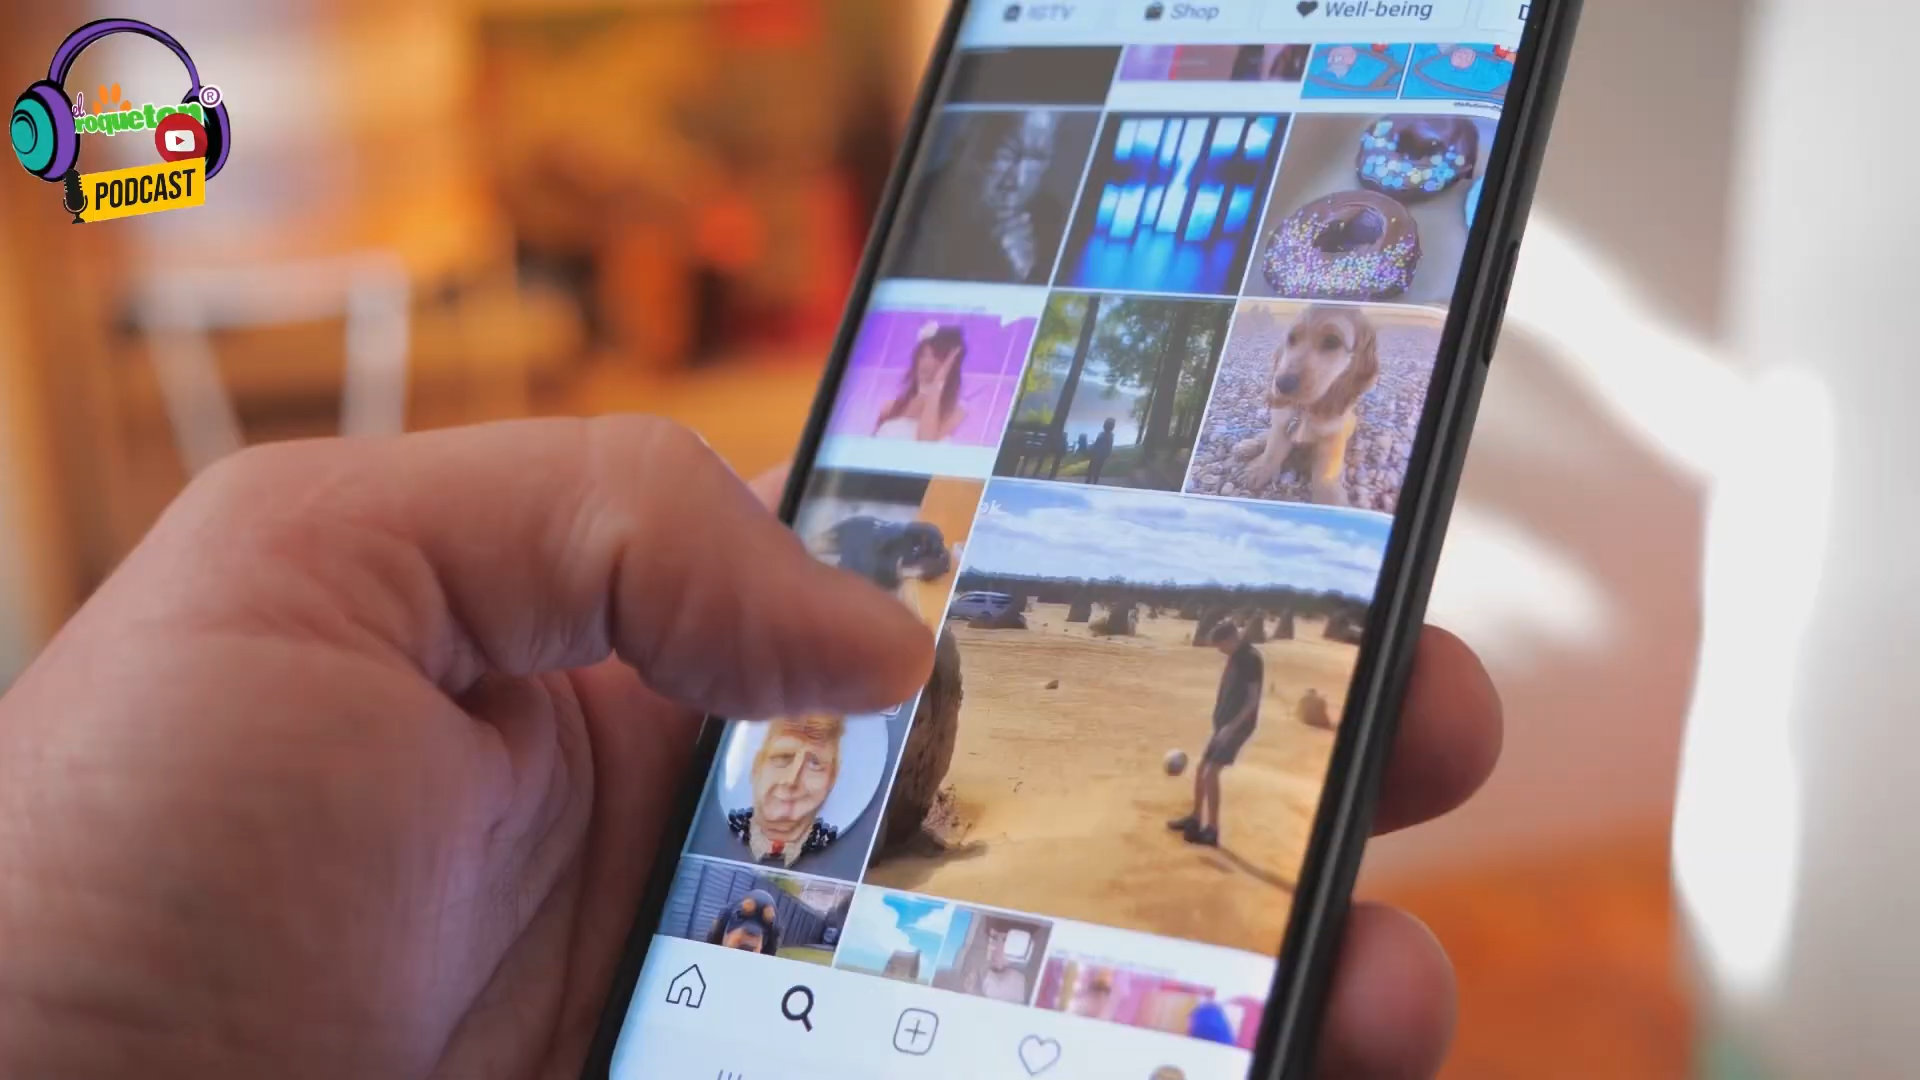 el
roqueton
®
PODCAST
IGTV
Shop
Well-being